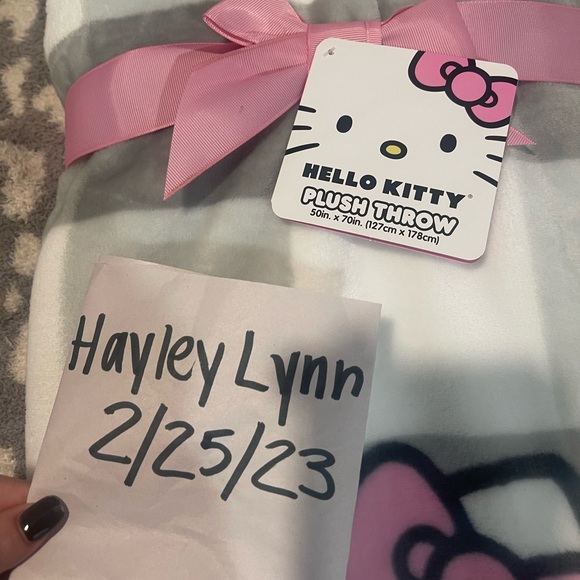 HELLO KITTY®
PLUSH THROW
50in. x 70in. (127cm x 178cm)
Hayley Lynn
2/25/23